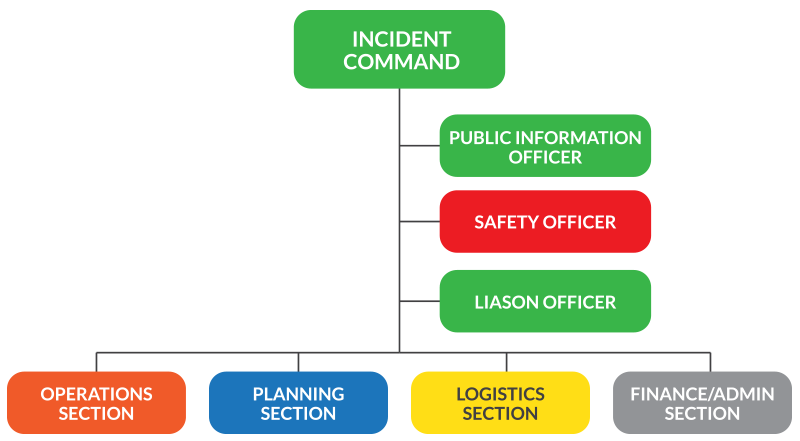 INCIDENT
COMMAND
PUBLIC INFORMATION
OFFICER
SAFETY OFFICER
LIASON OFFICER
OPERATIONS
SECTION
PLANNING
SECTION
LOGISTICS
SECTION
FINANCE/ADMIN
SECTION